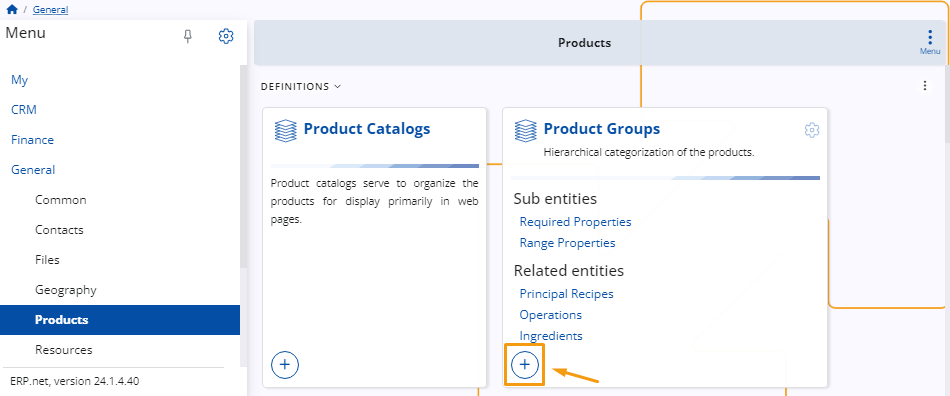 / General
Menu
My
CRM
Finance
General
Common
Contacts
Files
Geography
Products
Resources
ERP.net, version 24.1.4.40
Products
Menu
DEFINITIONS
Product Catalogs
Product catalogs serve to organize the
products for display primarily in web
pages.
Product Groups
Hierarchical categorization of the products.
Sub entities
Required Properties
Range Properties
Related entities
Principal Recipes
Operations
Ingredients